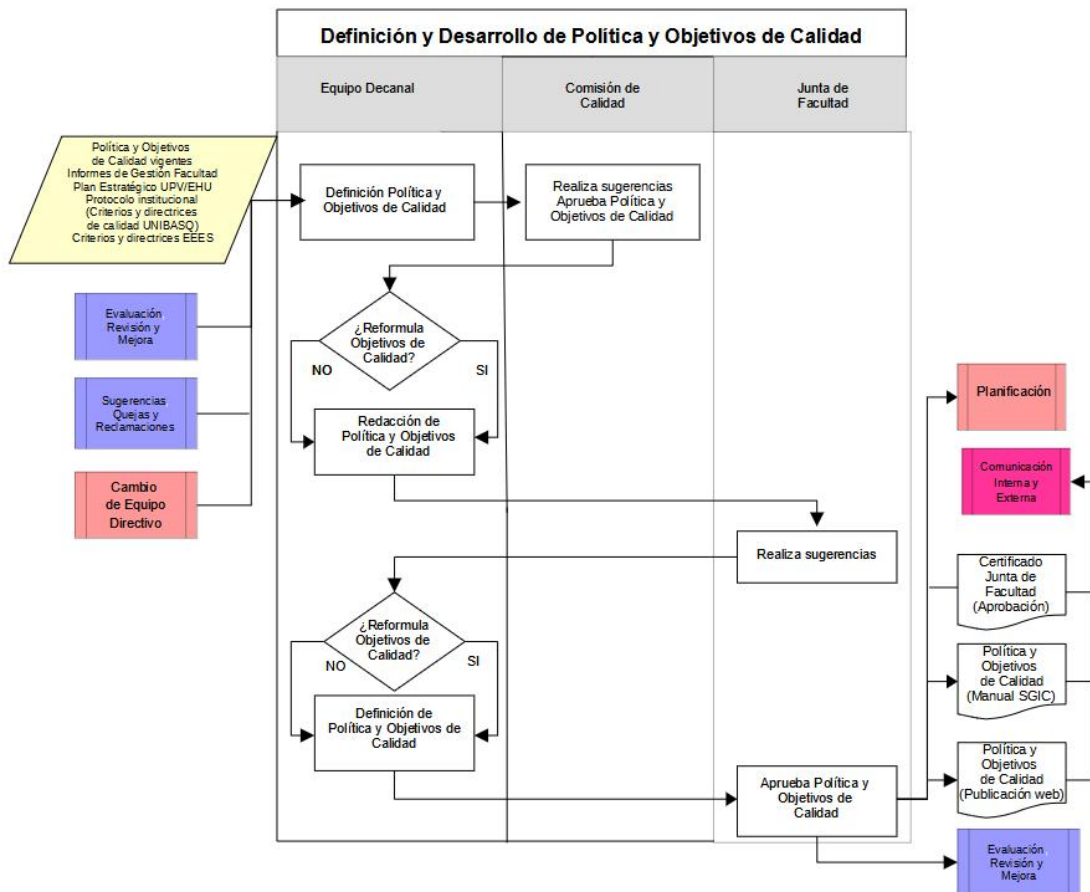 Definición y Desarrollo de Política y Objetivos de Calidad
Equipo Decanal
Comisión de
Calidad
Junta de
Facultad
Política y Objetivos
de Calidad vigentes
Informes de Gestión Facultad
Plan Estratégico UPV/EHU
Protocolo institucional
(Criterios y directrices
de calidad UNIBASQ)
Criterios y directrices EEES
Definición Política y
Objetivos de Calidad
Realiza sugerencias
Aprueba Política y
Objetivos de Calidad
Evaluación,
Revisión y
Mejora
¿Reformula
Objetivos de
Calidad?
NO
SI
Sugerencias,
Quejas y
Reclamaciones
Redacción de
Política y Objetivos
de Calidad
Planificación
Cambio
de Equipo
Directivo
Comunicación
Interna y
Externa
Realiza sugerencias
Certificado
Junta de
Facultad
(Aprobación)
¿Reformula
Objetivos de
Calidad?
NO
SI
Política y
Objetivos
de Calidad
(Manual SGIC)
Definición de
Política y Objetivos de
Calidad
Política y
Objetivos
de Calidad
(Publicación web)
Aprueba Política y
Objetivos de
Calidad
Evaluación,
Revisión y
Mejora